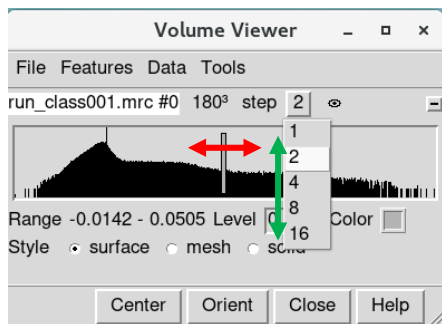 Volume Viewer
File Features Data Tools
run_class001.mrc #0 180³ step 2
1
2
4
8
16
Range -0.0142 - 0.0505 Level Color
Style surface mesh
Center Orient Close Help